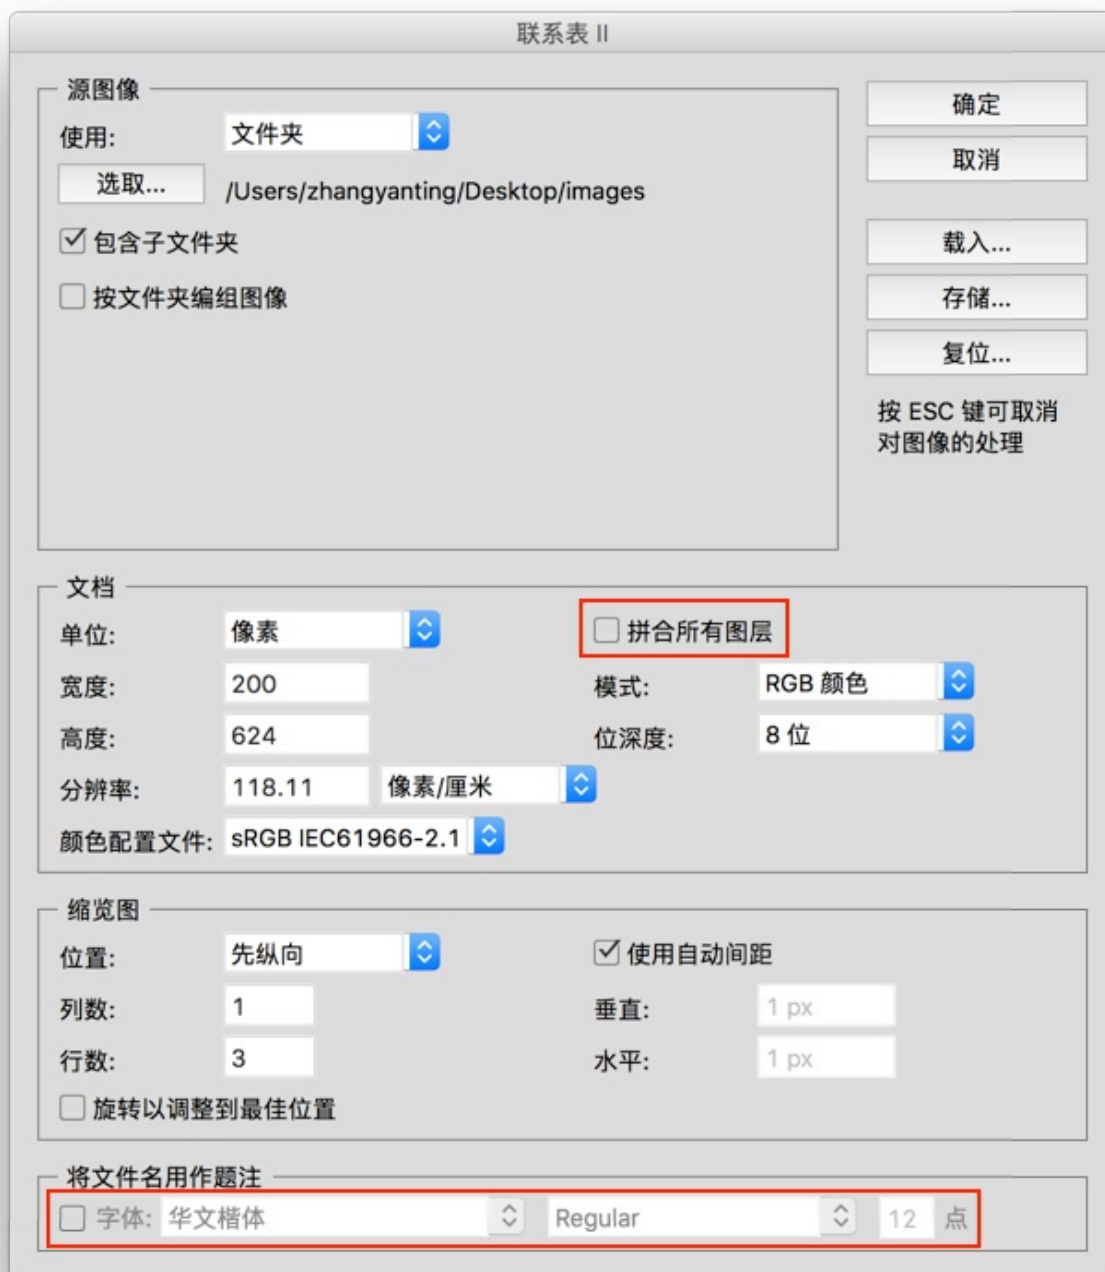 联系表 II
源图像
使用: 文件夹
选取... /Users/zhangyanting/Desktop/images
包含子文件夹
按文件夹编组图像
确定
取消
载入...
存储...
复位...
按 ESC 键可取消
对图像的处理
文档
单位: 像素
拼合所有图层
宽度: 200
模式: RGB 颜色
高度: 624
位深度: 8 位
分辨率: 118.11 像素/厘米
颜色配置文件: sRGB IEC61966-2.1
缩览图
位置: 先纵向
使用自动间距
列数: 1
垂直: 1 px
行数: 3
水平: 1 px
旋转以调整到最佳位置
将文件名用作题注
字体: 华文楷体 Regular 12 点